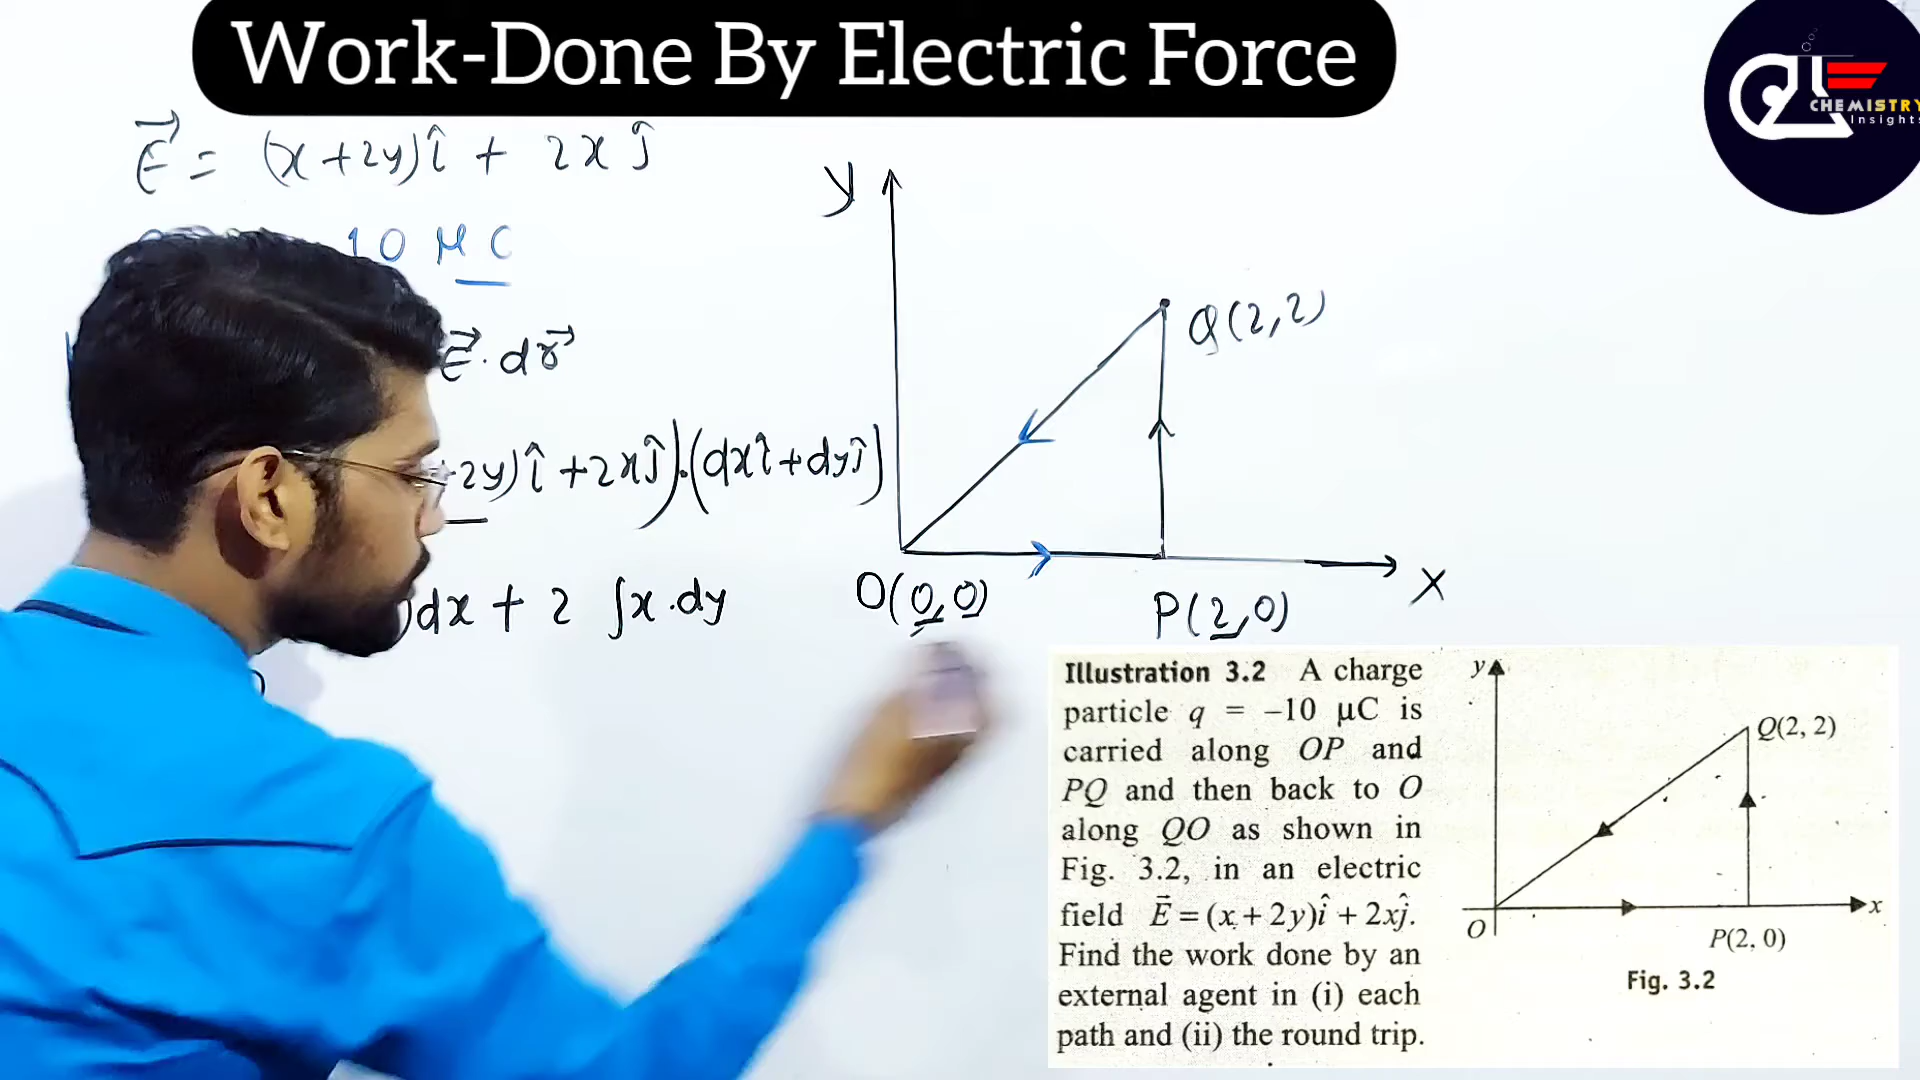 Work-Done By Electric Force
CHEMISTRY
Insights
E⃗ = (x+2y)î + 2xĵ
10 μC
E⃗.dr⃗
2y)î + 2xĵ).(dxî+dyĵ)
)dx + 2 ∫x.dy
y
Q(2,2)
O(0,0)
P(2,0)
x
Illustration 3.2 A charge
particle q = –10 μC is
carried along OP and
PQ and then back to O
along QO as shown in
Fig. 3.2, in an electric
field E⃗ = (x + 2y)î + 2xĵ.
Find the work done by an
external agent in (i) each
path and (ii) the round trip.
y
Q(2, 2)
O
x
P(2, 0)
Fig. 3.2